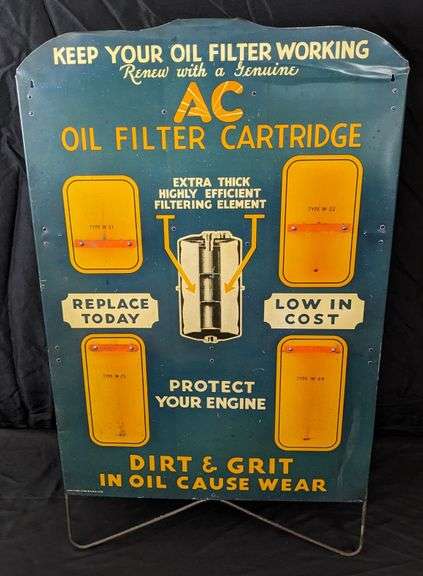 KEEP YOUR OIL FILTER WORKING
Renew with a Genuine
AC
OIL FILTER CARTRIDGE
EXTRA THICK
HIGHLY EFFICIENT
FILTERING ELEMENT
REPLACE
TODAY
LOW IN
COST
PROTECT
YOUR ENGINE
DIRT & GRIT
IN OIL CAUSE WEAR